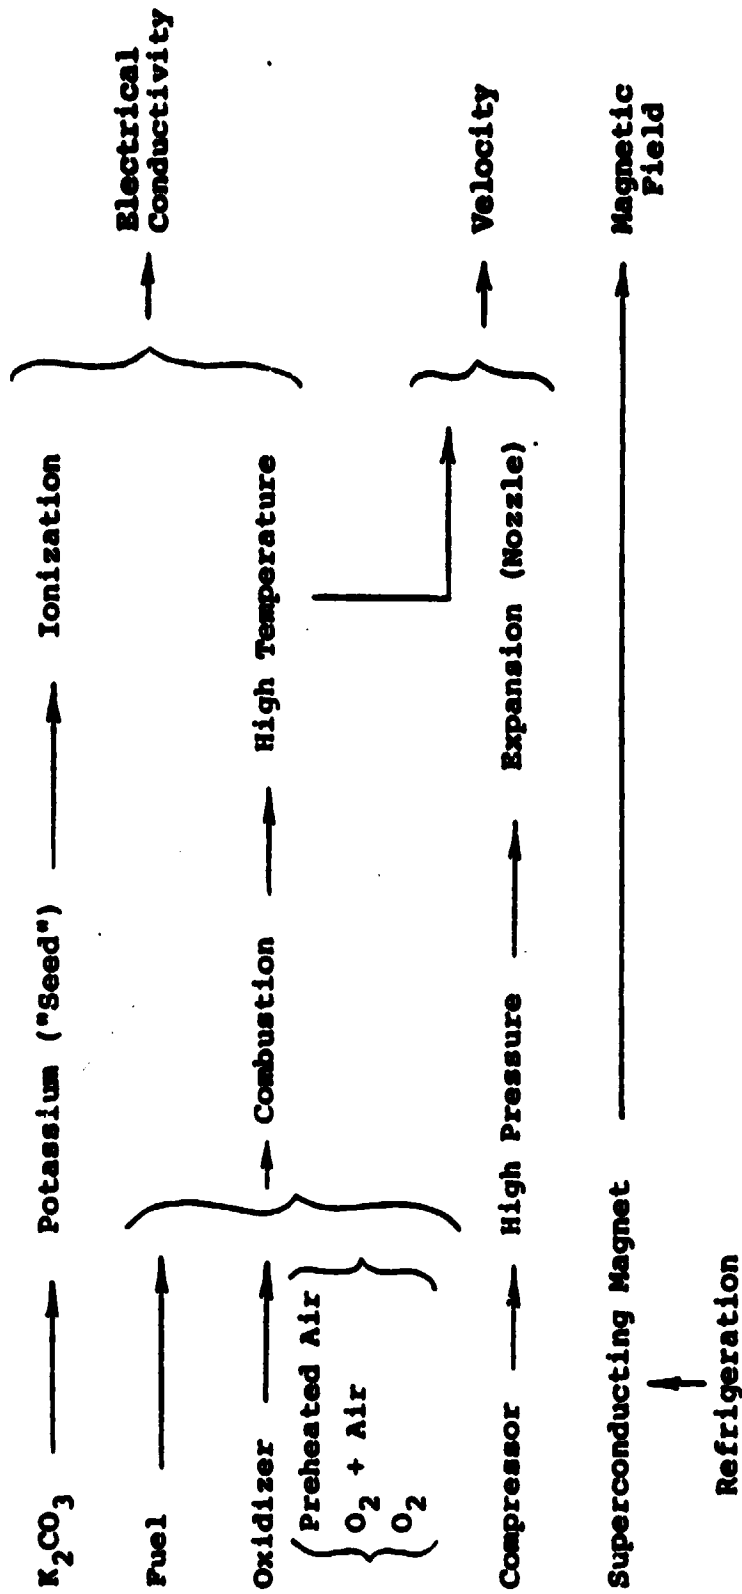 K2CO3 → Potassium ("Seed") → Ionization
Electrical
Conductivity
Fuel
Oxidizer → Combustion → High Temperature
Preheated Air
O2 + Air
O2
Velocity
Compressor → High Pressure → Expansion (Nozzle)
Superconducting Magnet → Magnetic
Field
Refrigeration